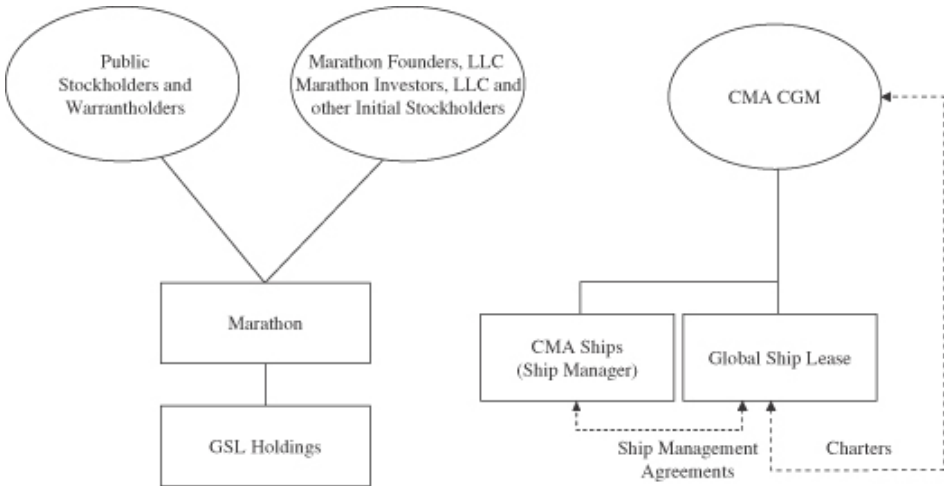 Public
Stockholders and
Warrantholders
Marathon Founders, LLC
Marathon Investors, LLC and
other Initial Stockholders
CMA CGM
Marathon
CMA Ships
(Ship Manager)
Global Ship Lease
GSL Holdings
Ship Management
Agreements
Charters